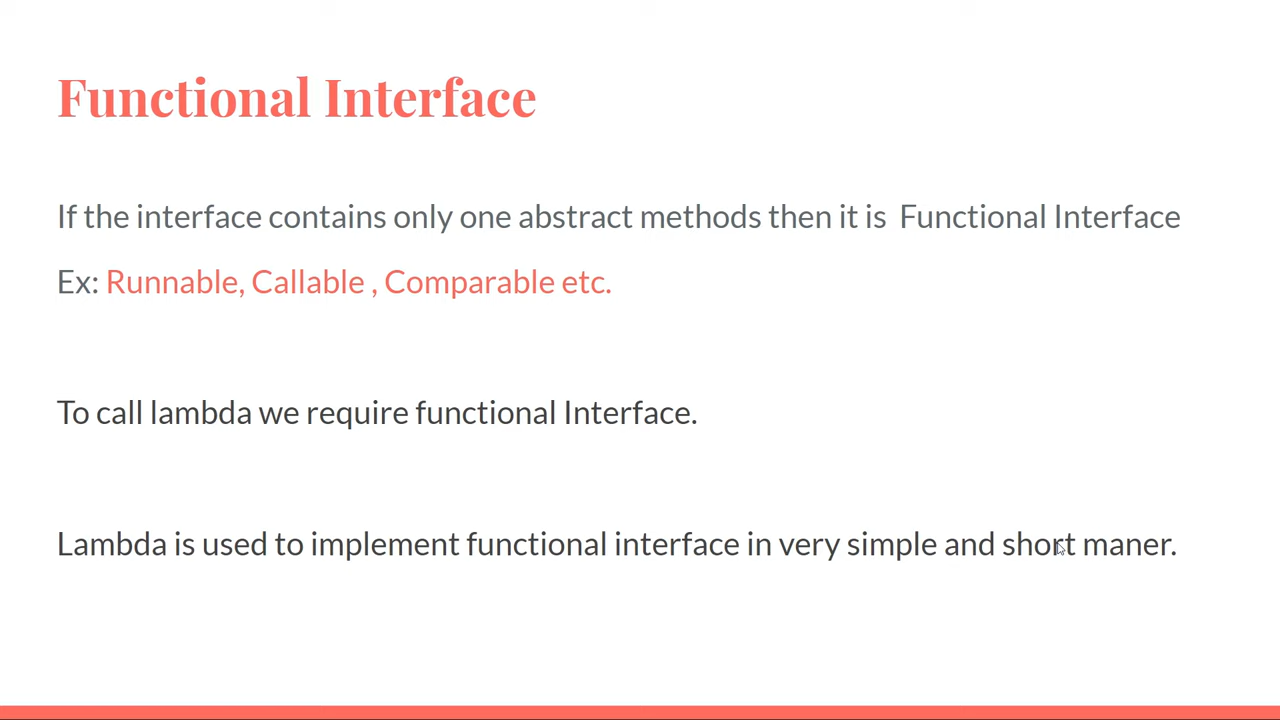 Functional Interface
If the interface contains only one abstract methods then it is  Functional Interface
Ex: Runnable, Callable , Comparable etc.
To call lambda we require functional Interface.
Lambda is used to implement functional interface in very simple and short maner.